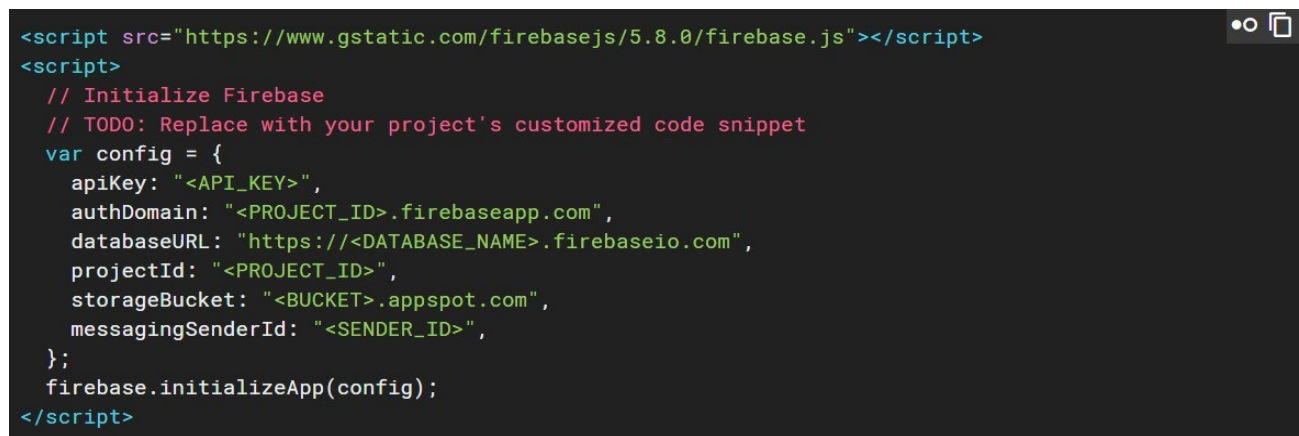 <script src="https://www.gstatic.com/firebasejs/5.8.0/firebase.js"></script>
<script>
  // Initialize Firebase
  // TODO: Replace with your project's customized code snippet
  var config = {
    apiKey: "<API_KEY>",
    authDomain: "<PROJECT_ID>.firebaseapp.com",
    databaseURL: "https://<DATABASE_NAME>.firebaseio.com",
    projectId: "<PROJECT_ID>",
    storageBucket: "<BUCKET>.appspot.com",
    messagingSenderId: "<SENDER_ID>",
  };
  firebase.initializeApp(config);
</script>